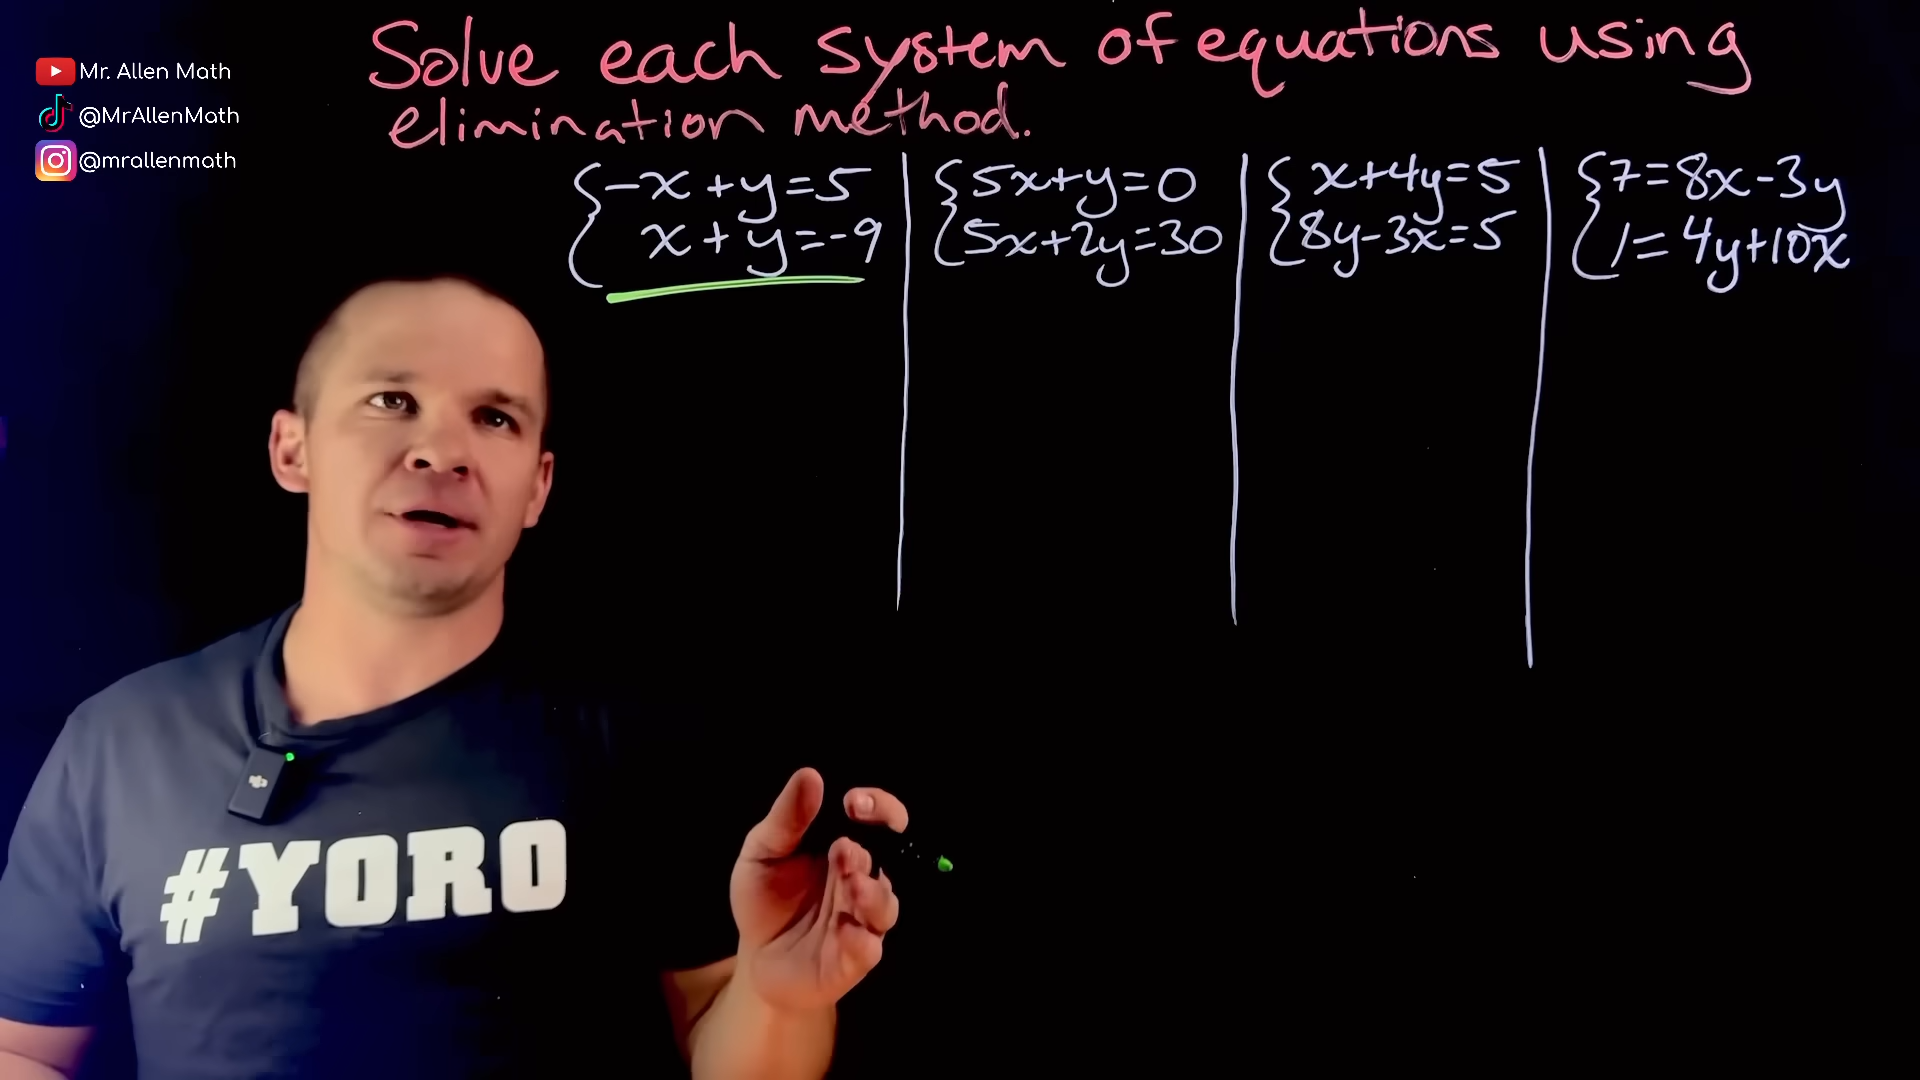 Mr. Allen Math
@MrAllenMath
@mrallenmath
Solve each system of equations using
elimination method.
-x+y=5
x+y=-9
5x+y=0
5x+2y=30
x+4y=5
8y-3x=5
7=8x-3y
1=4y+10x
#YORO